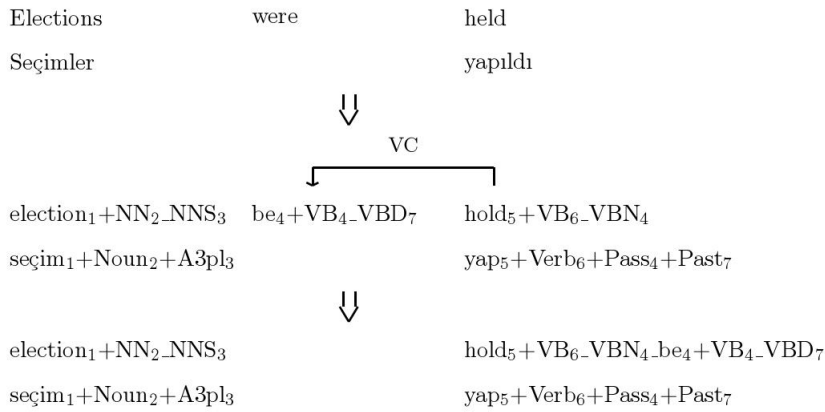 Elections were held
Seçimler yapıldı
VC
election₁+NN₂_NNS₃ be₄+VB₄_VBD₇ hold₅+VB₆_VBN₄
seçim₁+Noun₂+A3pl₃ yap₅+Verb₆+Pass₄+Past₇
election₁+NN₂_NNS₃ hold₅+VB₆_VBN₄_be₄+VB₄_VBD₇
seçim₁+Noun₂+A3pl₃ yap₅+Verb₆+Pass₄+Past₇